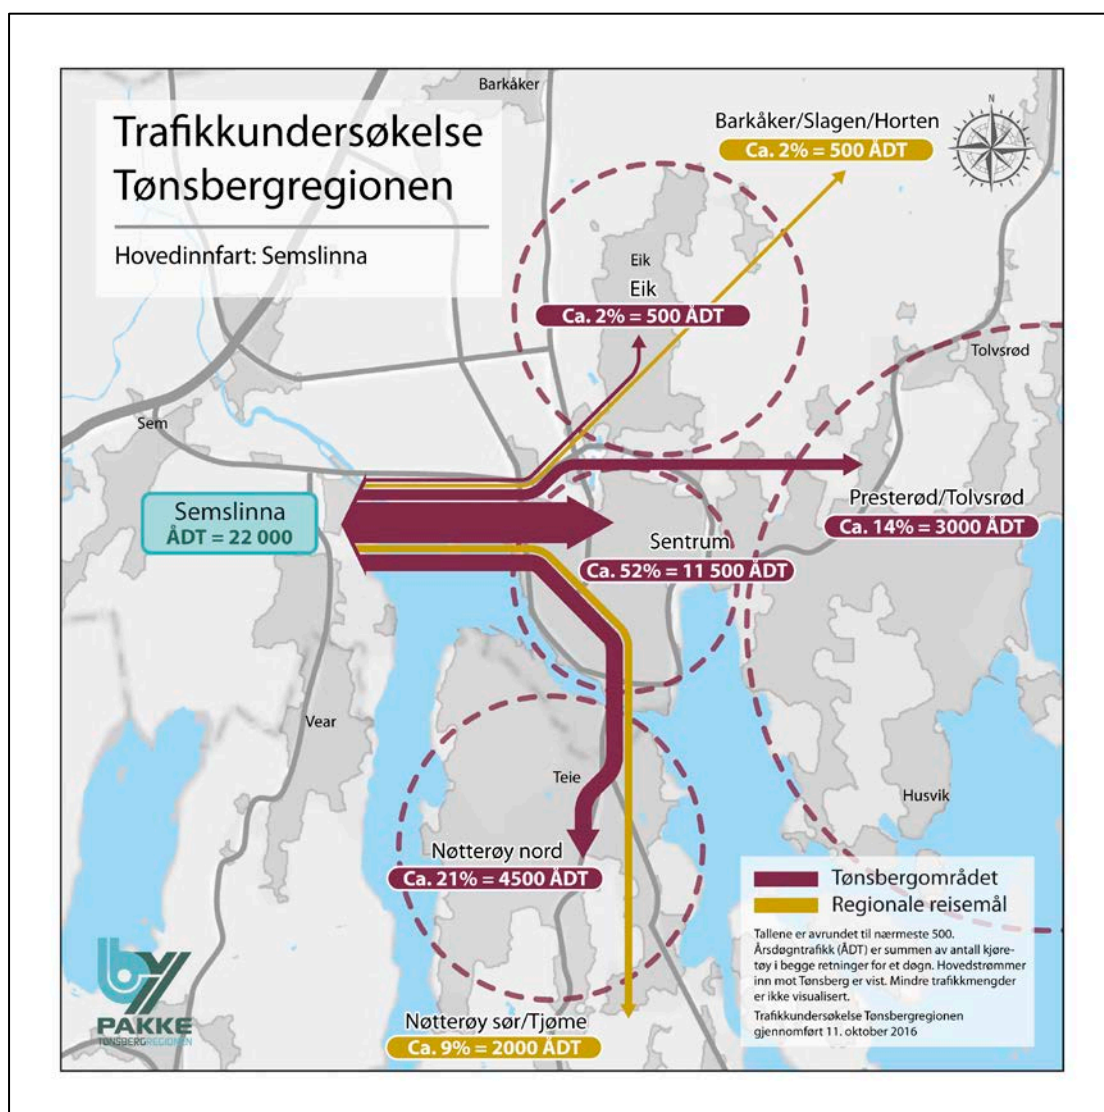 Trafikkundersøkelse
Tønsbergregionen
Hovedinnfart: Semslinna
Barkåker
Barkåker/Slagen/Horten
Ca. 2% = 500 ÅDT
N
Eik
Eik
Ca. 2% = 500 ÅDT
Tolvsrød
Sem
Semslinna
ÅDT = 22 000
Presterød/Tolvsrød
Ca. 14% = 3000 ÅDT
Sentrum
Ca. 52% = 11 500 ÅDT
Vear
Teie
Husvik
Nøtterøy nord
Ca. 21% = 4500 ÅDT
Nøtterøy sør/Tjøme
Ca. 9% = 2000 ÅDT
Tønsbergområdet
Regionale reisemål
Tallene er avrundet til nærmeste 500.
Årsdøgntrafikk (ÅDT) er summen av antall kjøre-
tøy i begge retninger for et døgn. Hovedstrømmer
inn mot Tønsberg er vist. Mindre trafikkmengder
er ikke visualisert.
Trafikkundersøkelse Tønsbergregionen
gjennomført 11. oktober 2016
by
PAKKE
TØNSBERGREGIONEN